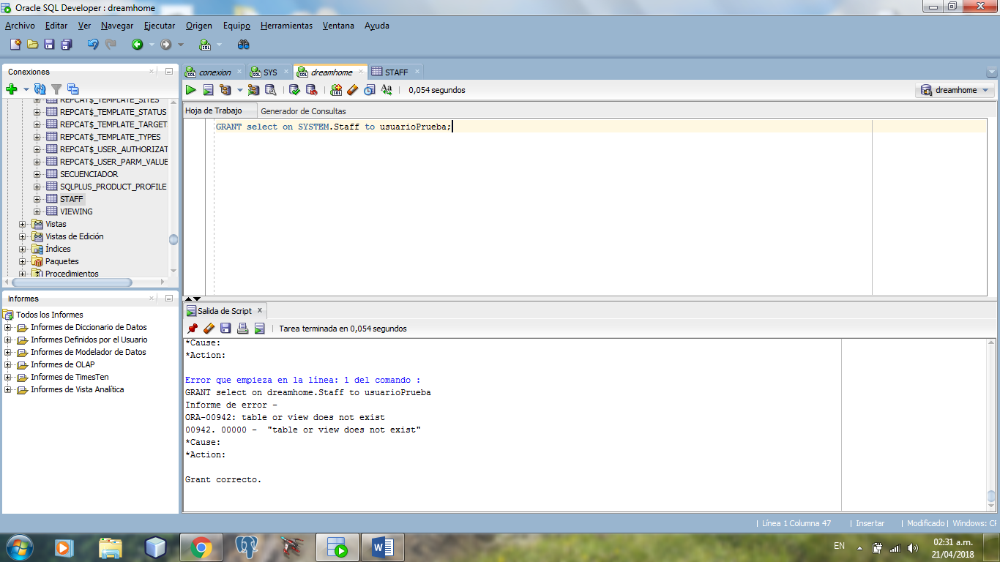 Oracle SQL Developer : dreamhome
Archivo Editar Ver Navegar Ejecutar Origen Equipo Herramientas Ventana Ayuda
Conexiones
REPCAT$_TEMPLATE_SITES
REPCAT$_TEMPLATE_STATUS
REPCAT$_TEMPLATE_TARGET
REPCAT$_TEMPLATE_TYPES
REPCAT$_USER_AUTHORIZAT
REPCAT$_USER_PARM_VALUE
SECUENCIADOR
SQLPLUS_PRODUCT_PROFILE
STAFF
VIEWING
Vistas
Vistas de Edición
Índices
Paquetes
Procedimientos
Informes
Todos los Informes
Informes de Diccionario de Datos
Informes Definidos por el Usuario
Informes de Modelador de Datos
Informes de OLAP
Informes de TimesTen
Informes de Vista Analítica
conexion SYS dreamhome STAFF
0,054 segundos
dreamhome
Hoja de Trabajo Generador de Consultas
GRANT select on SYSTEM.Staff to usuarioPrueba;
Salida de Script x
Tarea terminada en 0,054 segundos
*Cause:
*Action:
Error que empieza en la línea: 1 del comando :
GRANT select on dreamhome.Staff to usuarioPrueba
Informe de error -
ORA-00942: table or view does not exist
00942. 00000 - "table or view does not exist"
*Cause:
*Action:
Grant correcto.
Línea 1 Columna 47 | Insertar | Modificado | Windows: CF
EN
02:31 a.m.
21/04/2018